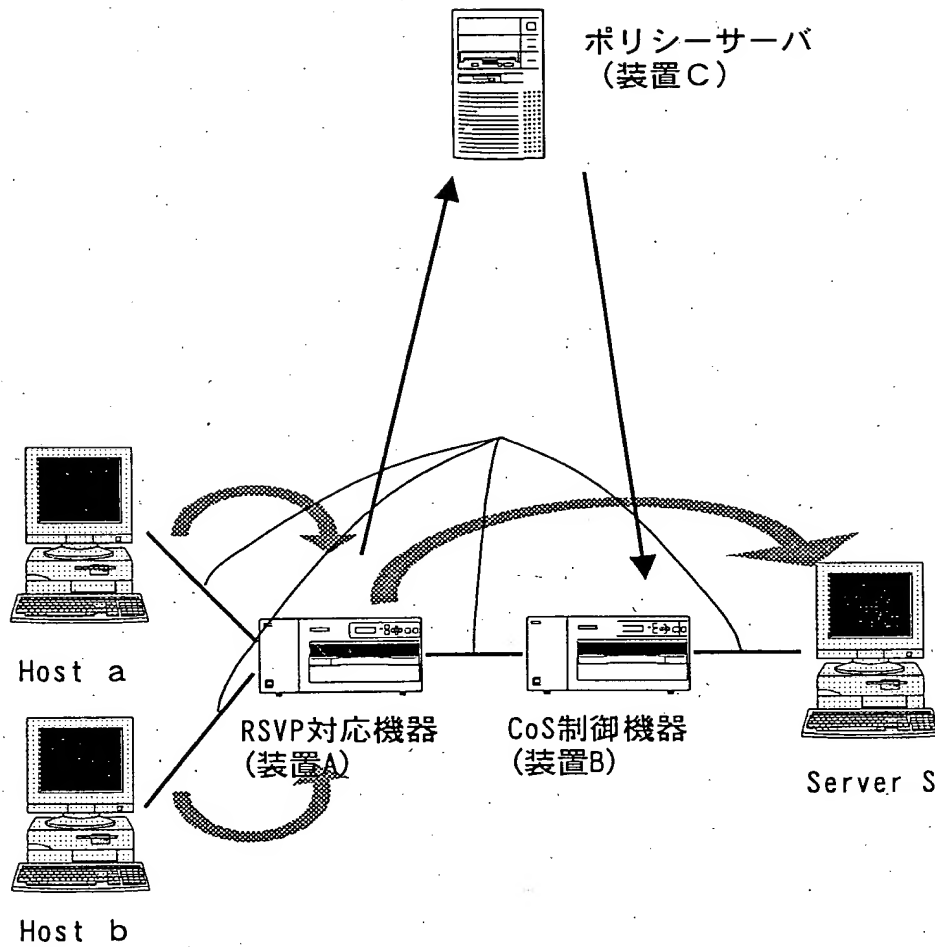 ポリシーサーバ
(装置C)
Host a
RSVP対応機器
(装置A)
CoS制御機器
(装置B)
Server S
Host b